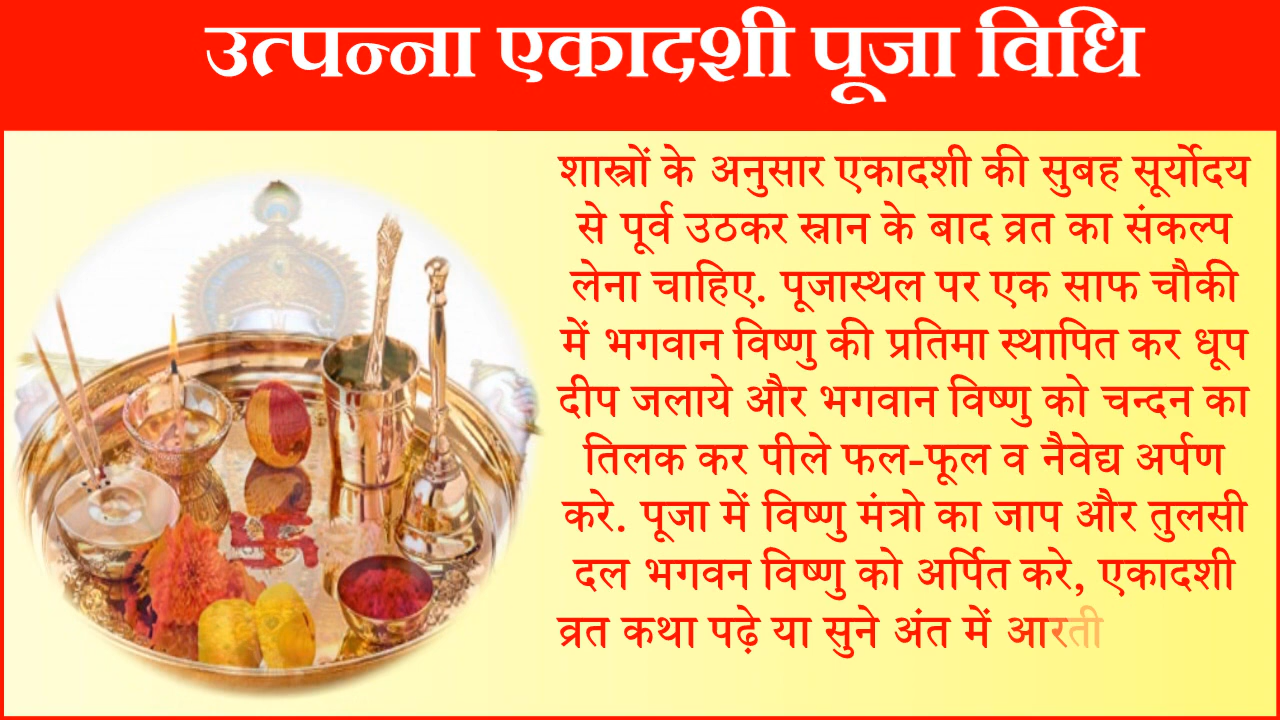 उत्पन्ना एकादशी पूजा विधि
शास्त्रों के अनुसार एकादशी की सुबह सूर्योदय
से पूर्व उठकर स्नान के बाद व्रत का संकल्प
लेना चाहिए. पूजास्थल पर एक साफ चौकी
में भगवान विष्णु की प्रतिमा स्थापित कर धूप
दीप जलाये और भगवान विष्णु को चन्दन का
तिलक कर पीले फल-फूल व नैवेद्य अर्पण
करे. पूजा में विष्णु मंत्रो का जाप और तुलसी
दल भगवन विष्णु को अर्पित करे, एकादशी
व्रत कथा पढ़े या सुने अंत में आरती